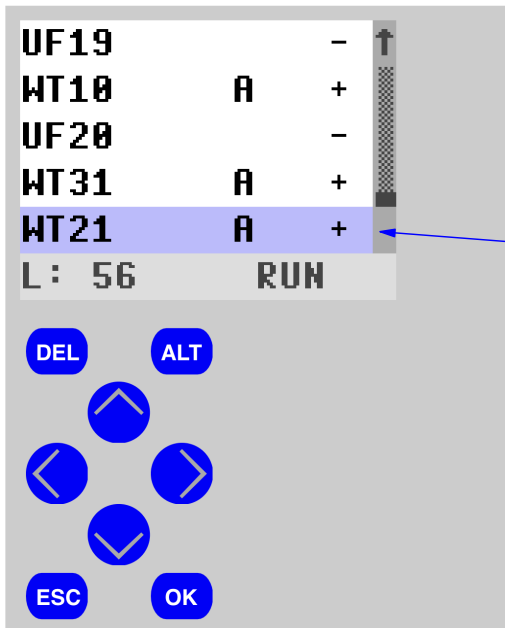 UF19 -
WT10 A +
UF20 -
WT31 A +
WT21 A +
L: 56 RUN
DEL ALT
ESC OK